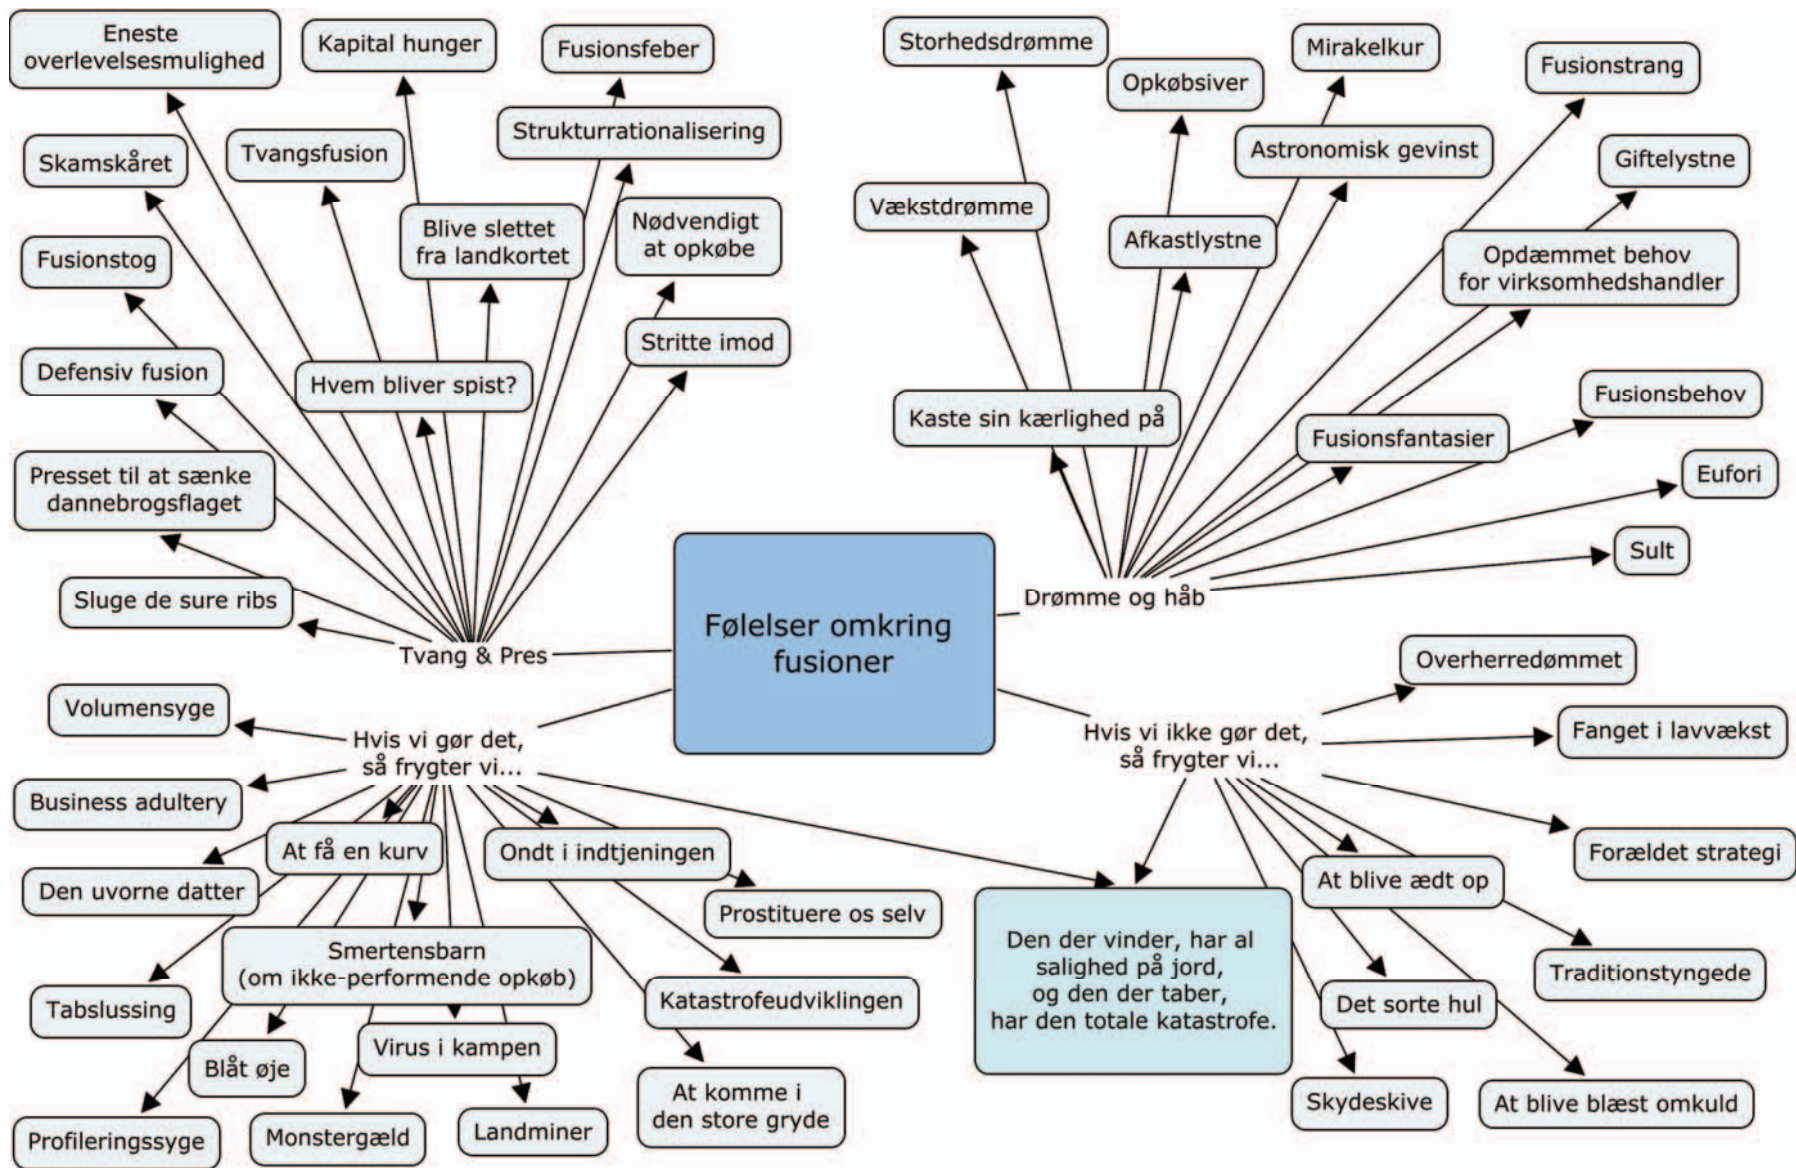 Eneste
overlevelsesmulighed
Kapital hunger
Fusionsfeber
Skamskåret
Tvangsfusion
Strukturrationalisering
Fusionstog
Blive slettet
fra landkortet
Nødvendigt
at opkøbe
Defensiv fusion
Hvem bliver spist?
Stritte imod
Presset til at sænke
dannebrogsflaget
Sluge de sure ribs
Tvang & Pres
Storhedsdrømme
Opkøbsiver
Mirakelkur
Fusionstrang
Astronomisk gevinst
Giftelystne
Vækstdrømme
Afkastlystne
Opdæmmet behov
for virksomhedshandler
Kaste sin kærlighed på
Fusionsfantasier
Fusionsbehov
Eufori
Sult
Drømme og håb
Følelser omkring
fusioner
Volumensyge
Hvis vi gør det,
så frygter vi...
Business adultery
At få en kurv
Ondt i indtjeningen
Den uvorne datter
Prostituere os selv
Smertensbarn
(om ikke-performende opkøb)
Tabslussing
Katastrofeudviklingen
Blåt øje
Virus i kampen
At komme i
den store gryde
Profileringssyge
Monstergæld
Landminer
Overherredømmet
Hvis vi ikke gør det,
så frygter vi...
Fanget i lavvækst
Forældet strategi
At blive ædt op
Den der vinder, har al
salighed på jord,
og den der taber,
har den totale katastrofe.
Traditionstyngede
Det sorte hul
Skydeskive
At blive blæst omkuld